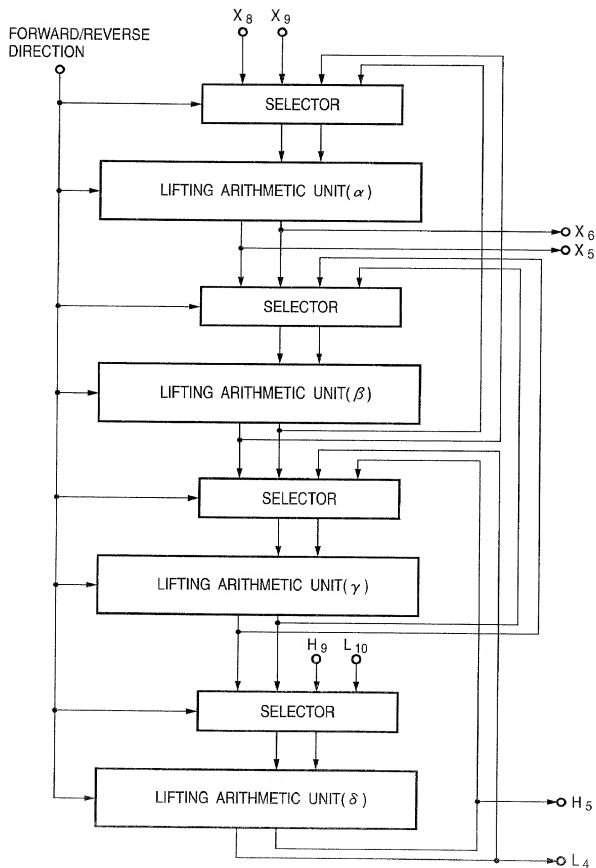 X8 X9
FORWARD/REVERSE
DIRECTION
SELECTOR
LIFTING ARITHMETIC UNIT(α)
X6
X5
SELECTOR
LIFTING ARITHMETIC UNIT(β)
SELECTOR
LIFTING ARITHMETIC UNIT(γ)
H9 L10
SELECTOR
LIFTING ARITHMETIC UNIT(δ)
H5
L4